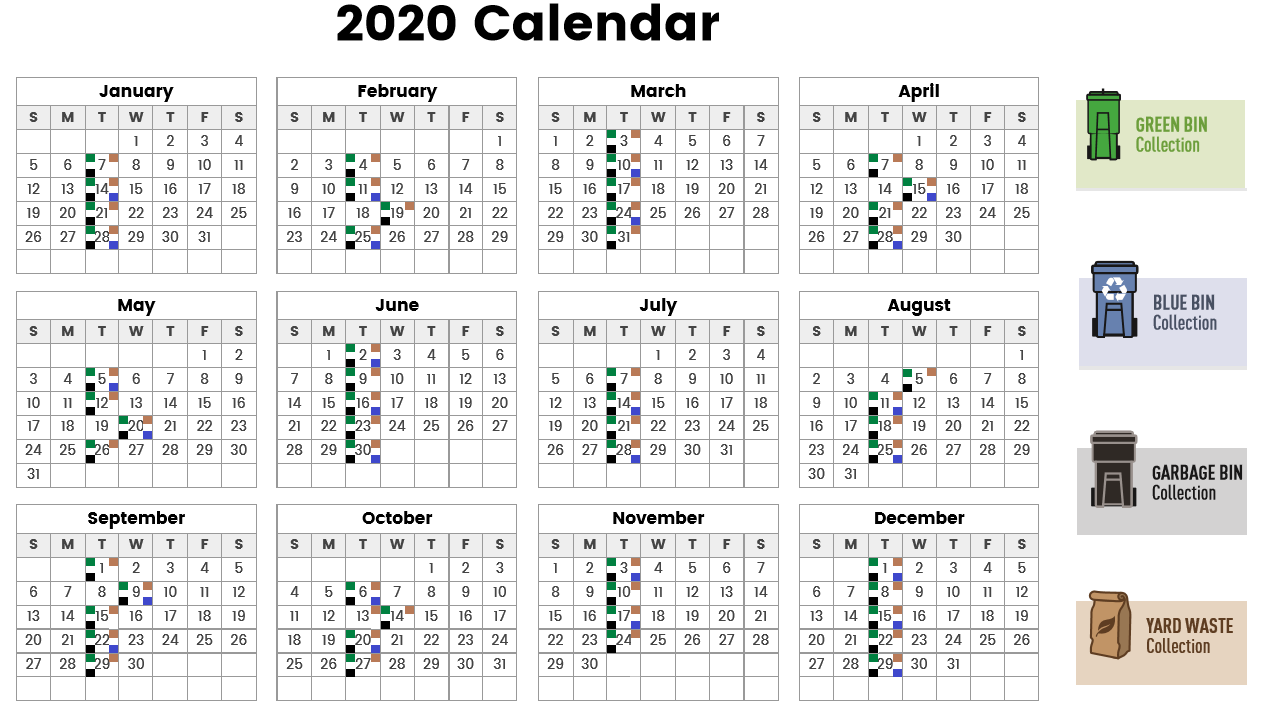 2020 Calendar
January
S M T W T F S
1 2 3 4
5 6 7 8 9 10 11
12 13 14 15 16 17 18
19 20 21 22 23 24 25
26 27 28 29 30 31
February
S M T W T F S
1
2 3 4 5 6 7 8
9 10 11 12 13 14 15
16 17 18 19 20 21 22
23 24 25 26 27 28 29
March
S M T W T F S
1 2 3 4 5 6 7
8 9 10 11 12 13 14
15 16 17 18 19 20 21
22 23 24 25 26 27 28
29 30 31
April
S M T W T F S
1 2 3 4
5 6 7 8 9 10 11
12 13 14 15 16 17 18
19 20 21 22 23 24 25
26 27 28 29 30
May
S M T W T F S
1 2
3 4 5 6 7 8 9
10 11 12 13 14 15 16
17 18 19 20 21 22 23
24 25 26 27 28 29 30
31
June
S M T W T F S
1 2 3 4 5 6
7 8 9 10 11 12 13
14 15 16 17 18 19 20
21 22 23 24 25 26 27
28 29 30
July
S M T W T F S
1 2 3 4
5 6 7 8 9 10 11
12 13 14 15 16 17 18
19 20 21 22 23 24 25
26 27 28 29 30 31
August
S M T W T F S
1
2 3 4 5 6 7 8
9 10 11 12 13 14 15
16 17 18 19 20 21 22
23 24 25 26 27 28 29
30 31
September
S M T W T F S
1 2 3 4 5
6 7 8 9 10 11 12
13 14 15 16 17 18 19
20 21 22 23 24 25 26
27 28 29 30
October
S M T W T F S
1 2 3
4 5 6 7 8 9 10
11 12 13 14 15 16 17
18 19 20 21 22 23 24
25 26 27 28 29 30 31
November
S M T W T F S
1 2 3 4 5 6 7
8 9 10 11 12 13 14
15 16 17 18 19 20 21
22 23 24 25 26 27 28
29 30
December
S M T W T F S
1 2 3 4 5
6 7 8 9 10 11 12
13 14 15 16 17 18 19
20 21 22 23 24 25 26
27 28 29 30 31
GREEN BIN
Collection
BLUE BIN
Collection
GARBAGE BIN
Collection
YARD WASTE
Collection